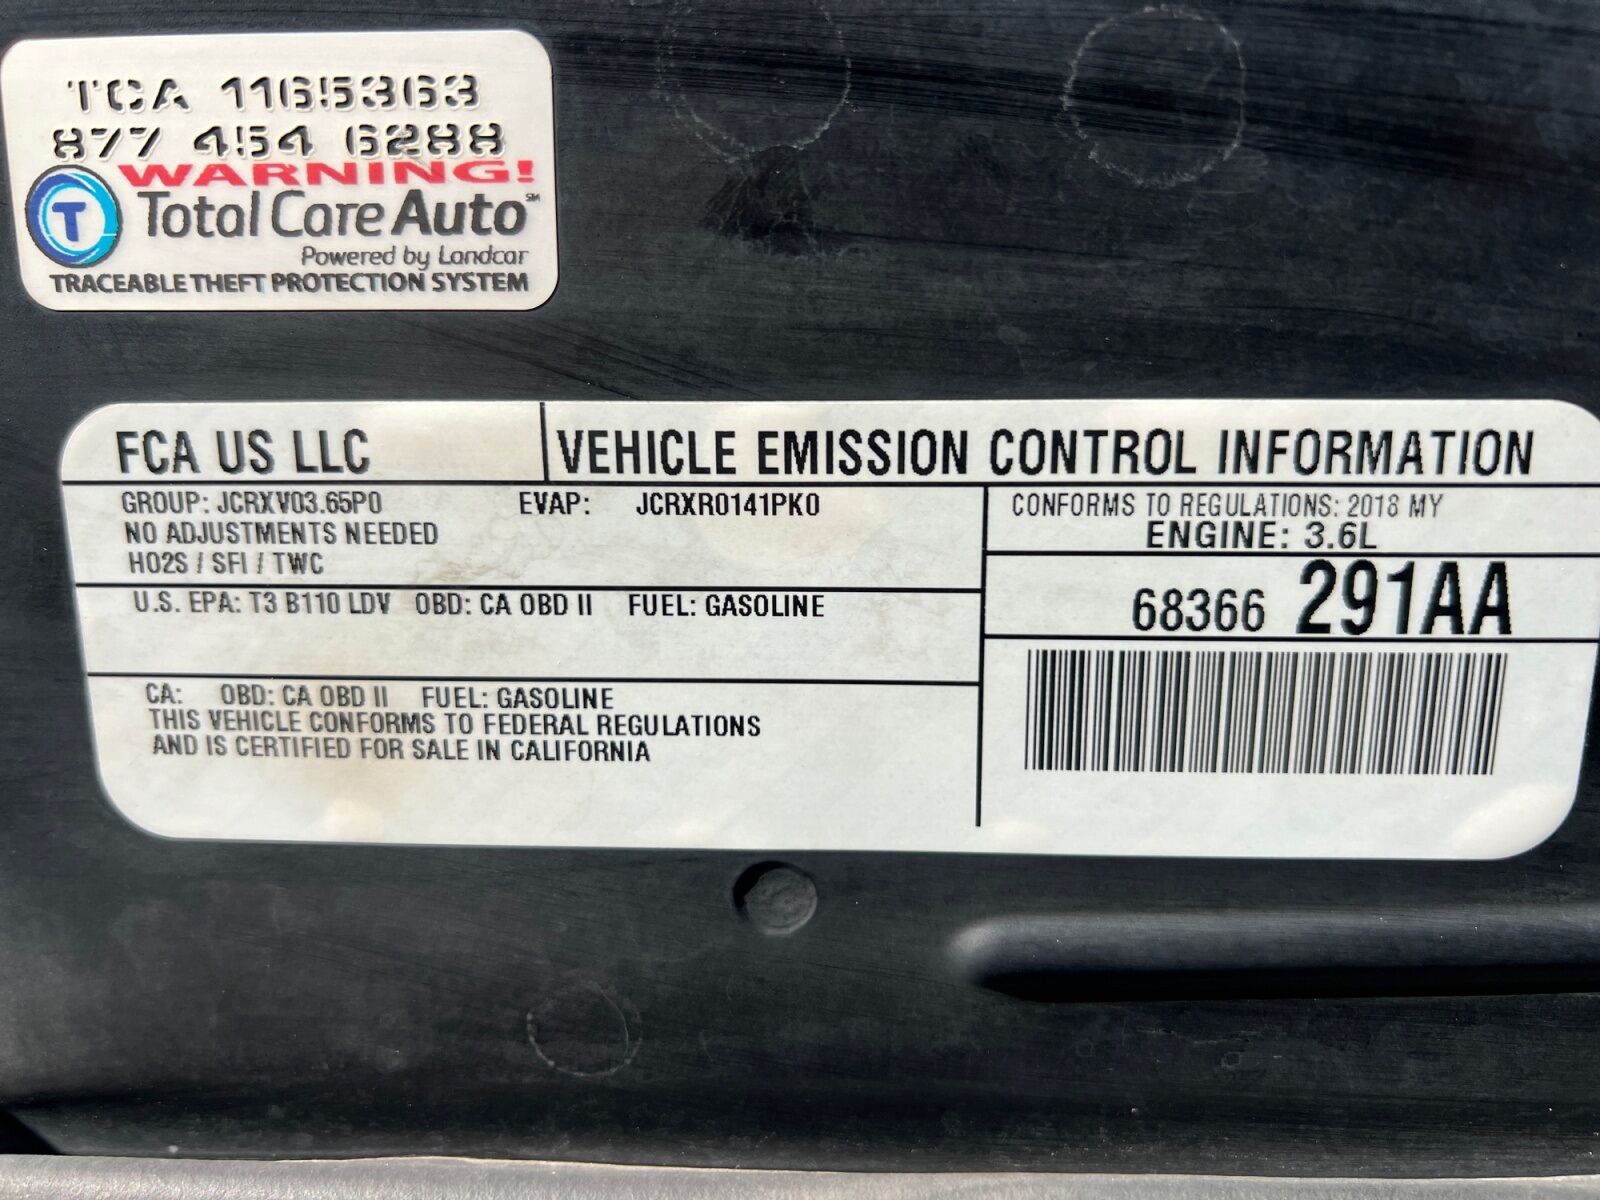 TCA 1165363
877 454 6288
WARNING!
T Total Care Auto SM
Powered by Landcar
TRACEABLE THEFT PROTECTION SYSTEM
FCA US LLC
VEHICLE EMISSION CONTROL INFORMATION
GROUP: JCRXV03.65P0 EVAP: JCRXR0141PK0
NO ADJUSTMENTS NEEDED
HO2S / SFI / TWC
U.S. EPA: T3 B110 LDV OBD: CA OBD II FUEL: GASOLINE
CA: OBD: CA OBD II FUEL: GASOLINE
THIS VEHICLE CONFORMS TO FEDERAL REGULATIONS
AND IS CERTIFIED FOR SALE IN CALIFORNIA
CONFORMS TO REGULATIONS: 2018 MY
ENGINE: 3.6L
68366 291AA